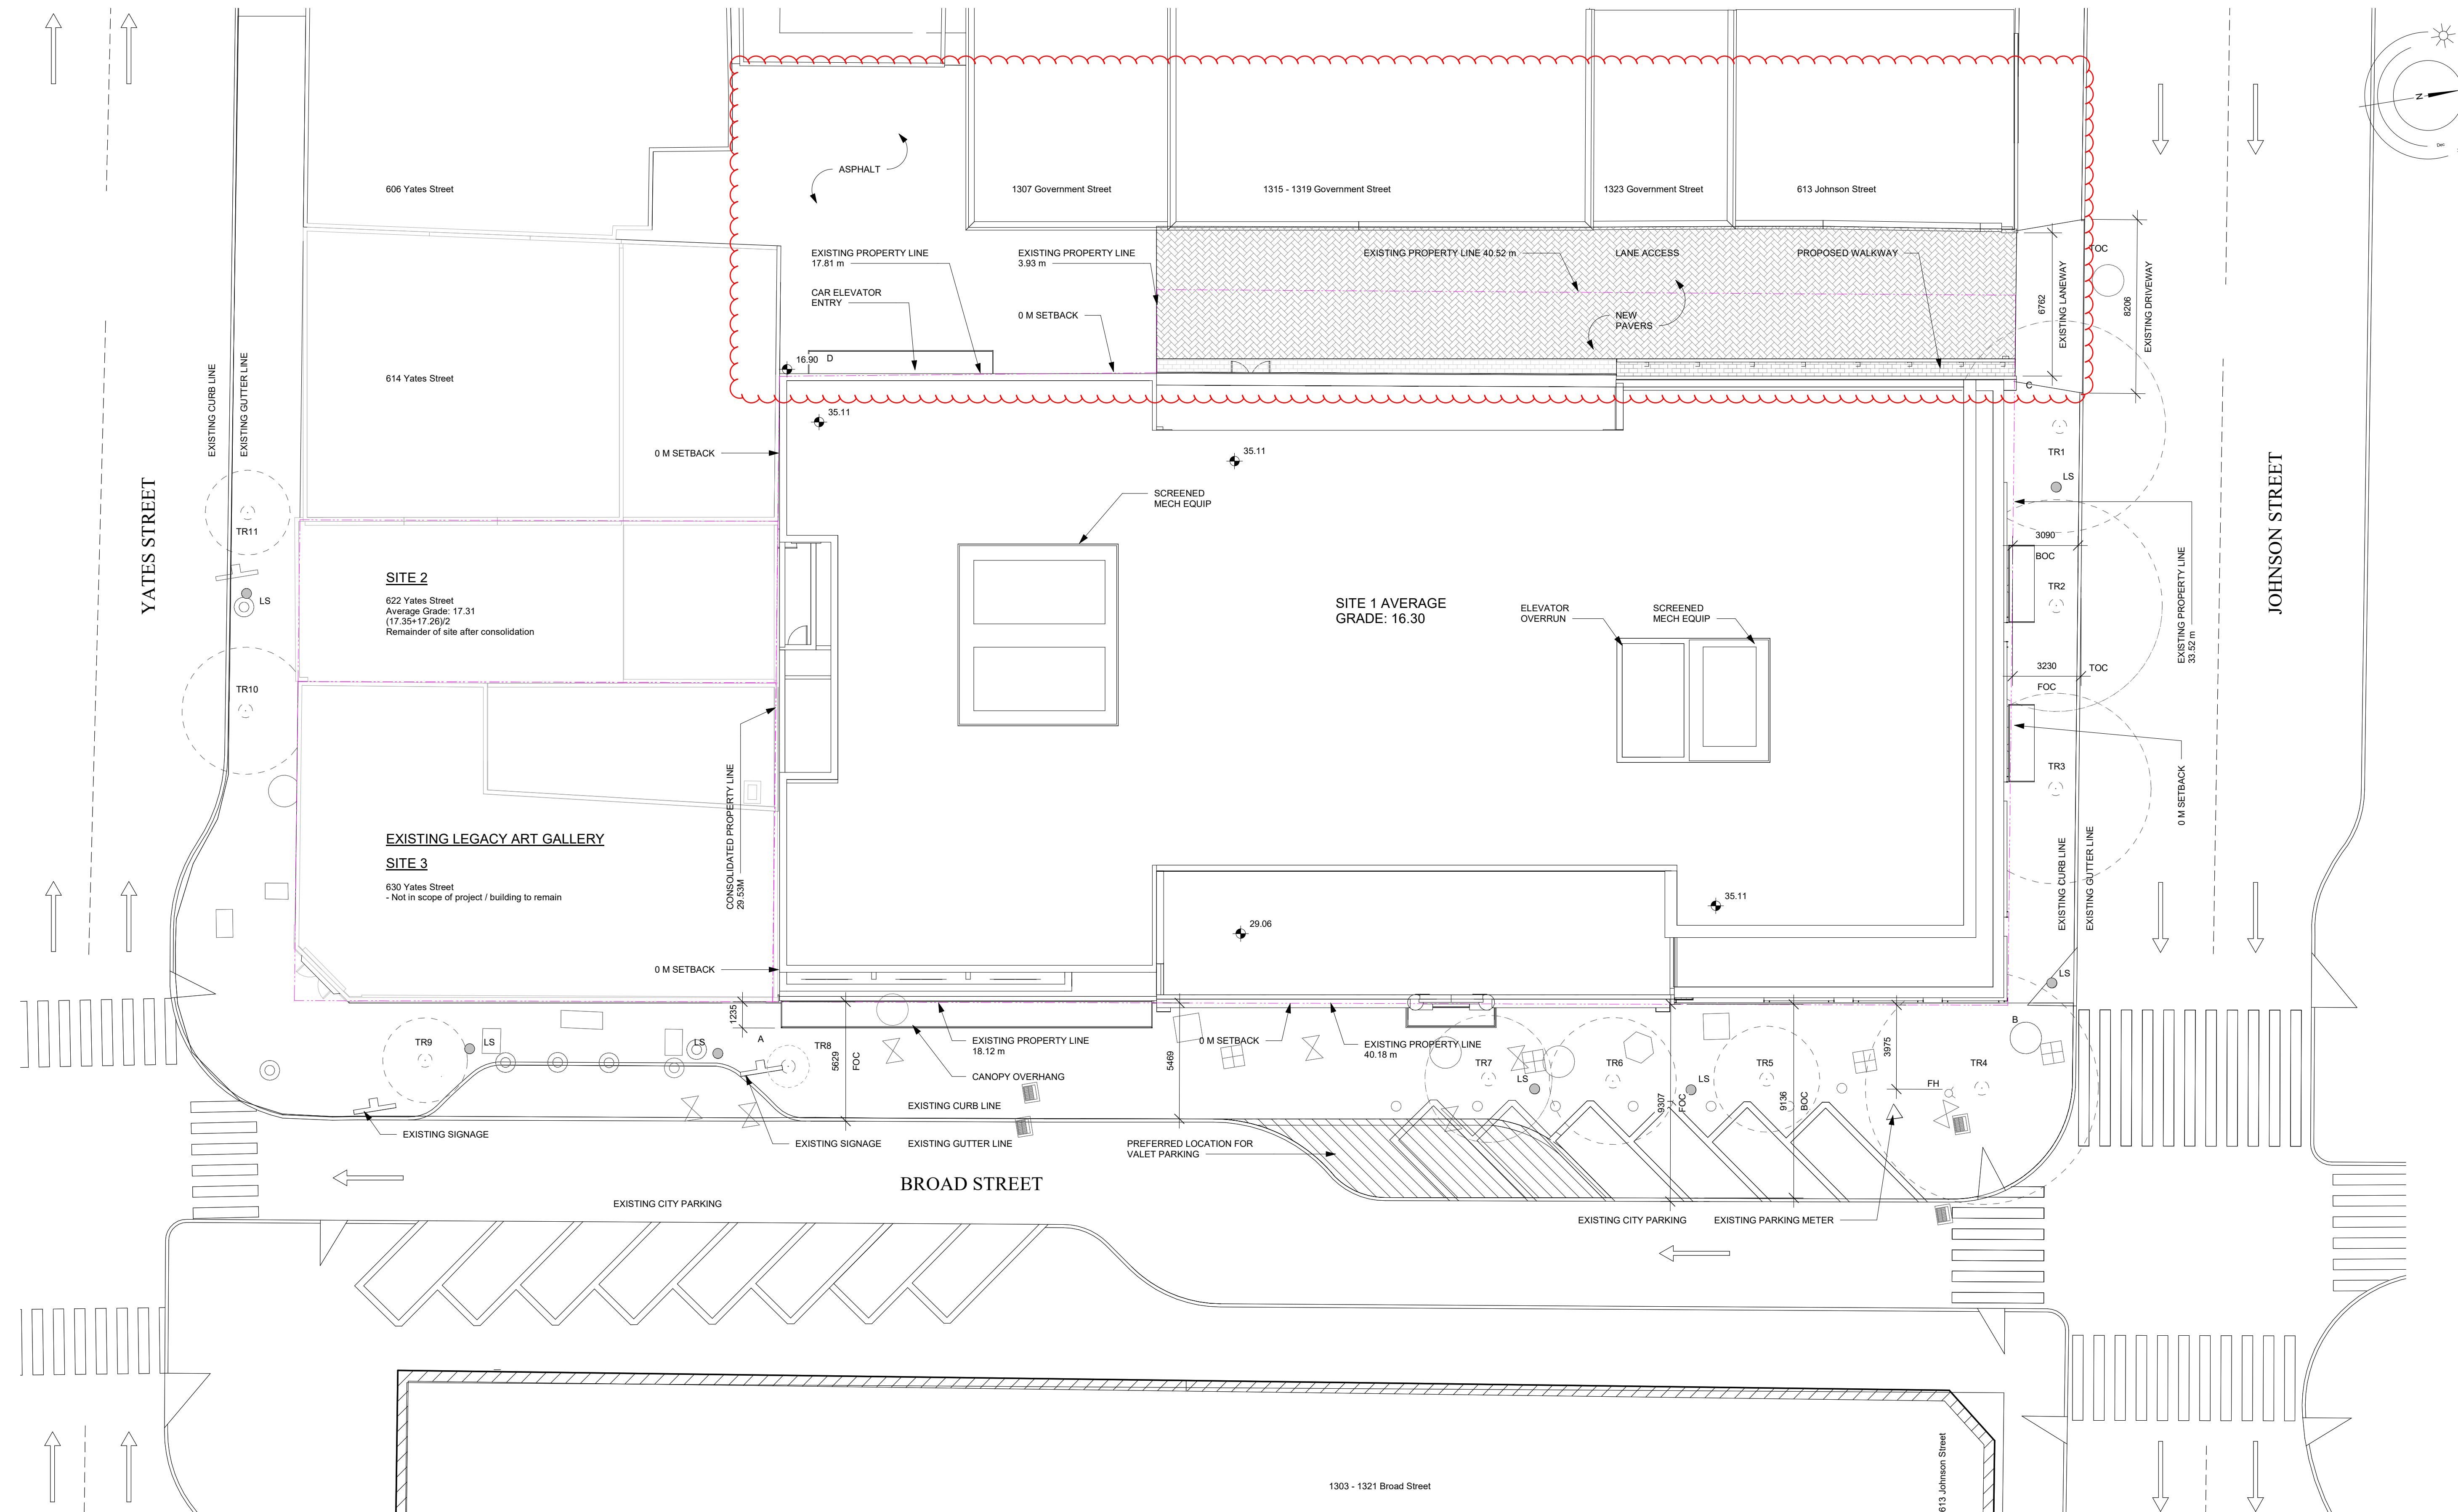 606 Yates Street
ASPHALT
1307 Government Street
1315 - 1319 Government Street
1323 Government Street
613 Johnson Street
N
Dec
EXISTING PROPERTY LINE
17.81 m
CAR ELEVATOR
ENTRY
EXISTING PROPERTY LINE
3.93 m
0 M SETBACK
EXISTING PROPERTY LINE 40.52 m
LANE ACCESS
PROPOSED WALKWAY
NEW
PAVERS
6762
EXISTING LANEWAY
TOC
8206
EXISTING DRIVEWAY
16.90
D
C
614 Yates Street
EXISTING CURB LINE
EXISTING GUTTER LINE
35.11
35.11
0 M SETBACK
SCREENED
MECH EQUIP
TR1
LS
YATES STREET
JOHNSON STREET
TR11
LS
3090
BOC
TR2
EXISTING PROPERTY LINE
33.52 m
SITE 2
622 Yates Street
Average Grade: 17.31
(17.35+17.26)/2
Remainder of site after consolidation
SITE 1 AVERAGE
GRADE: 16.30
ELEVATOR
OVERRUN
SCREENED
MECH EQUIP
3230
TOC
FOC
TR10
TR3
0 M SETBACK
CONSOLIDATED PROPERTY LINE
29.53M
EXISTING LEGACY ART GALLERY
SITE 3
630 Yates Street
- Not in scope of project / building to remain
EXISTING CURB LINE
EXISTING GUTTER LINE
35.11
29.06
0 M SETBACK
LS
1235
A
TR9
LS
LS
TR8
5629
FOC
EXISTING PROPERTY LINE
18.12 m
CANOPY OVERHANG
5469
0 M SETBACK
EXISTING PROPERTY LINE
40.18 m
TR7
LS
TR6
LS
TR5
3975
TR4
B
FH
9307
FOC
9136
BOC
EXISTING CURB LINE
EXISTING SIGNAGE
EXISTING SIGNAGE
EXISTING GUTTER LINE
PREFERRED LOCATION FOR
VALET PARKING
BROAD STREET
EXISTING CITY PARKING
EXISTING CITY PARKING
EXISTING PARKING METER
1303 - 1321 Broad Street
613 Johnson Street